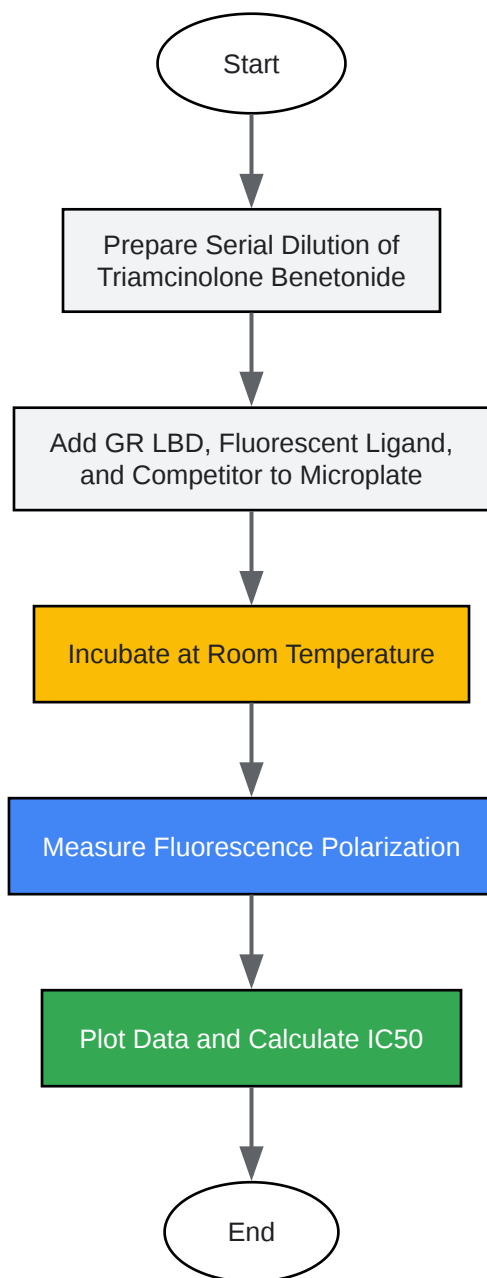 Start
Prepare Serial Dilution of
Triamcinolone Benetonide
Add GR LBD, Fluorescent Ligand,
and Competitor to Microplate
Incubate at Room Temperature
Measure Fluorescence Polarization
Plot Data and Calculate IC50
End